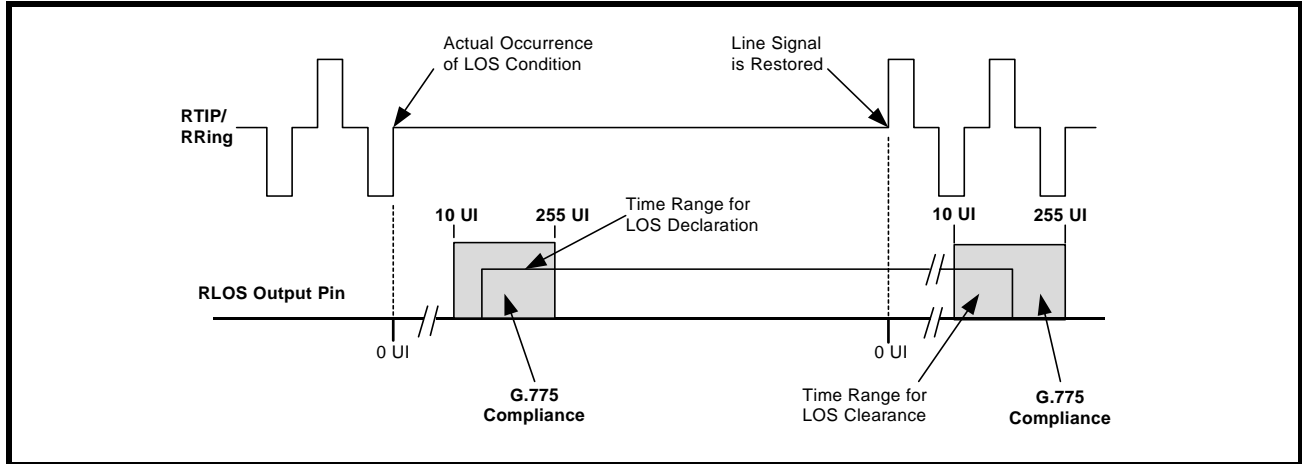 Actual Occurrence
of LOS Condition
Line Signal
is Restored
RTIP/
RRing
10 UI
255 UI
Time Range for
LOS Declaration
10 UI
255 UI
RLOS Output Pin
0 UI
0 UI
G.775
Compliance
Time Range for
LOS Clearance
G.775
Compliance